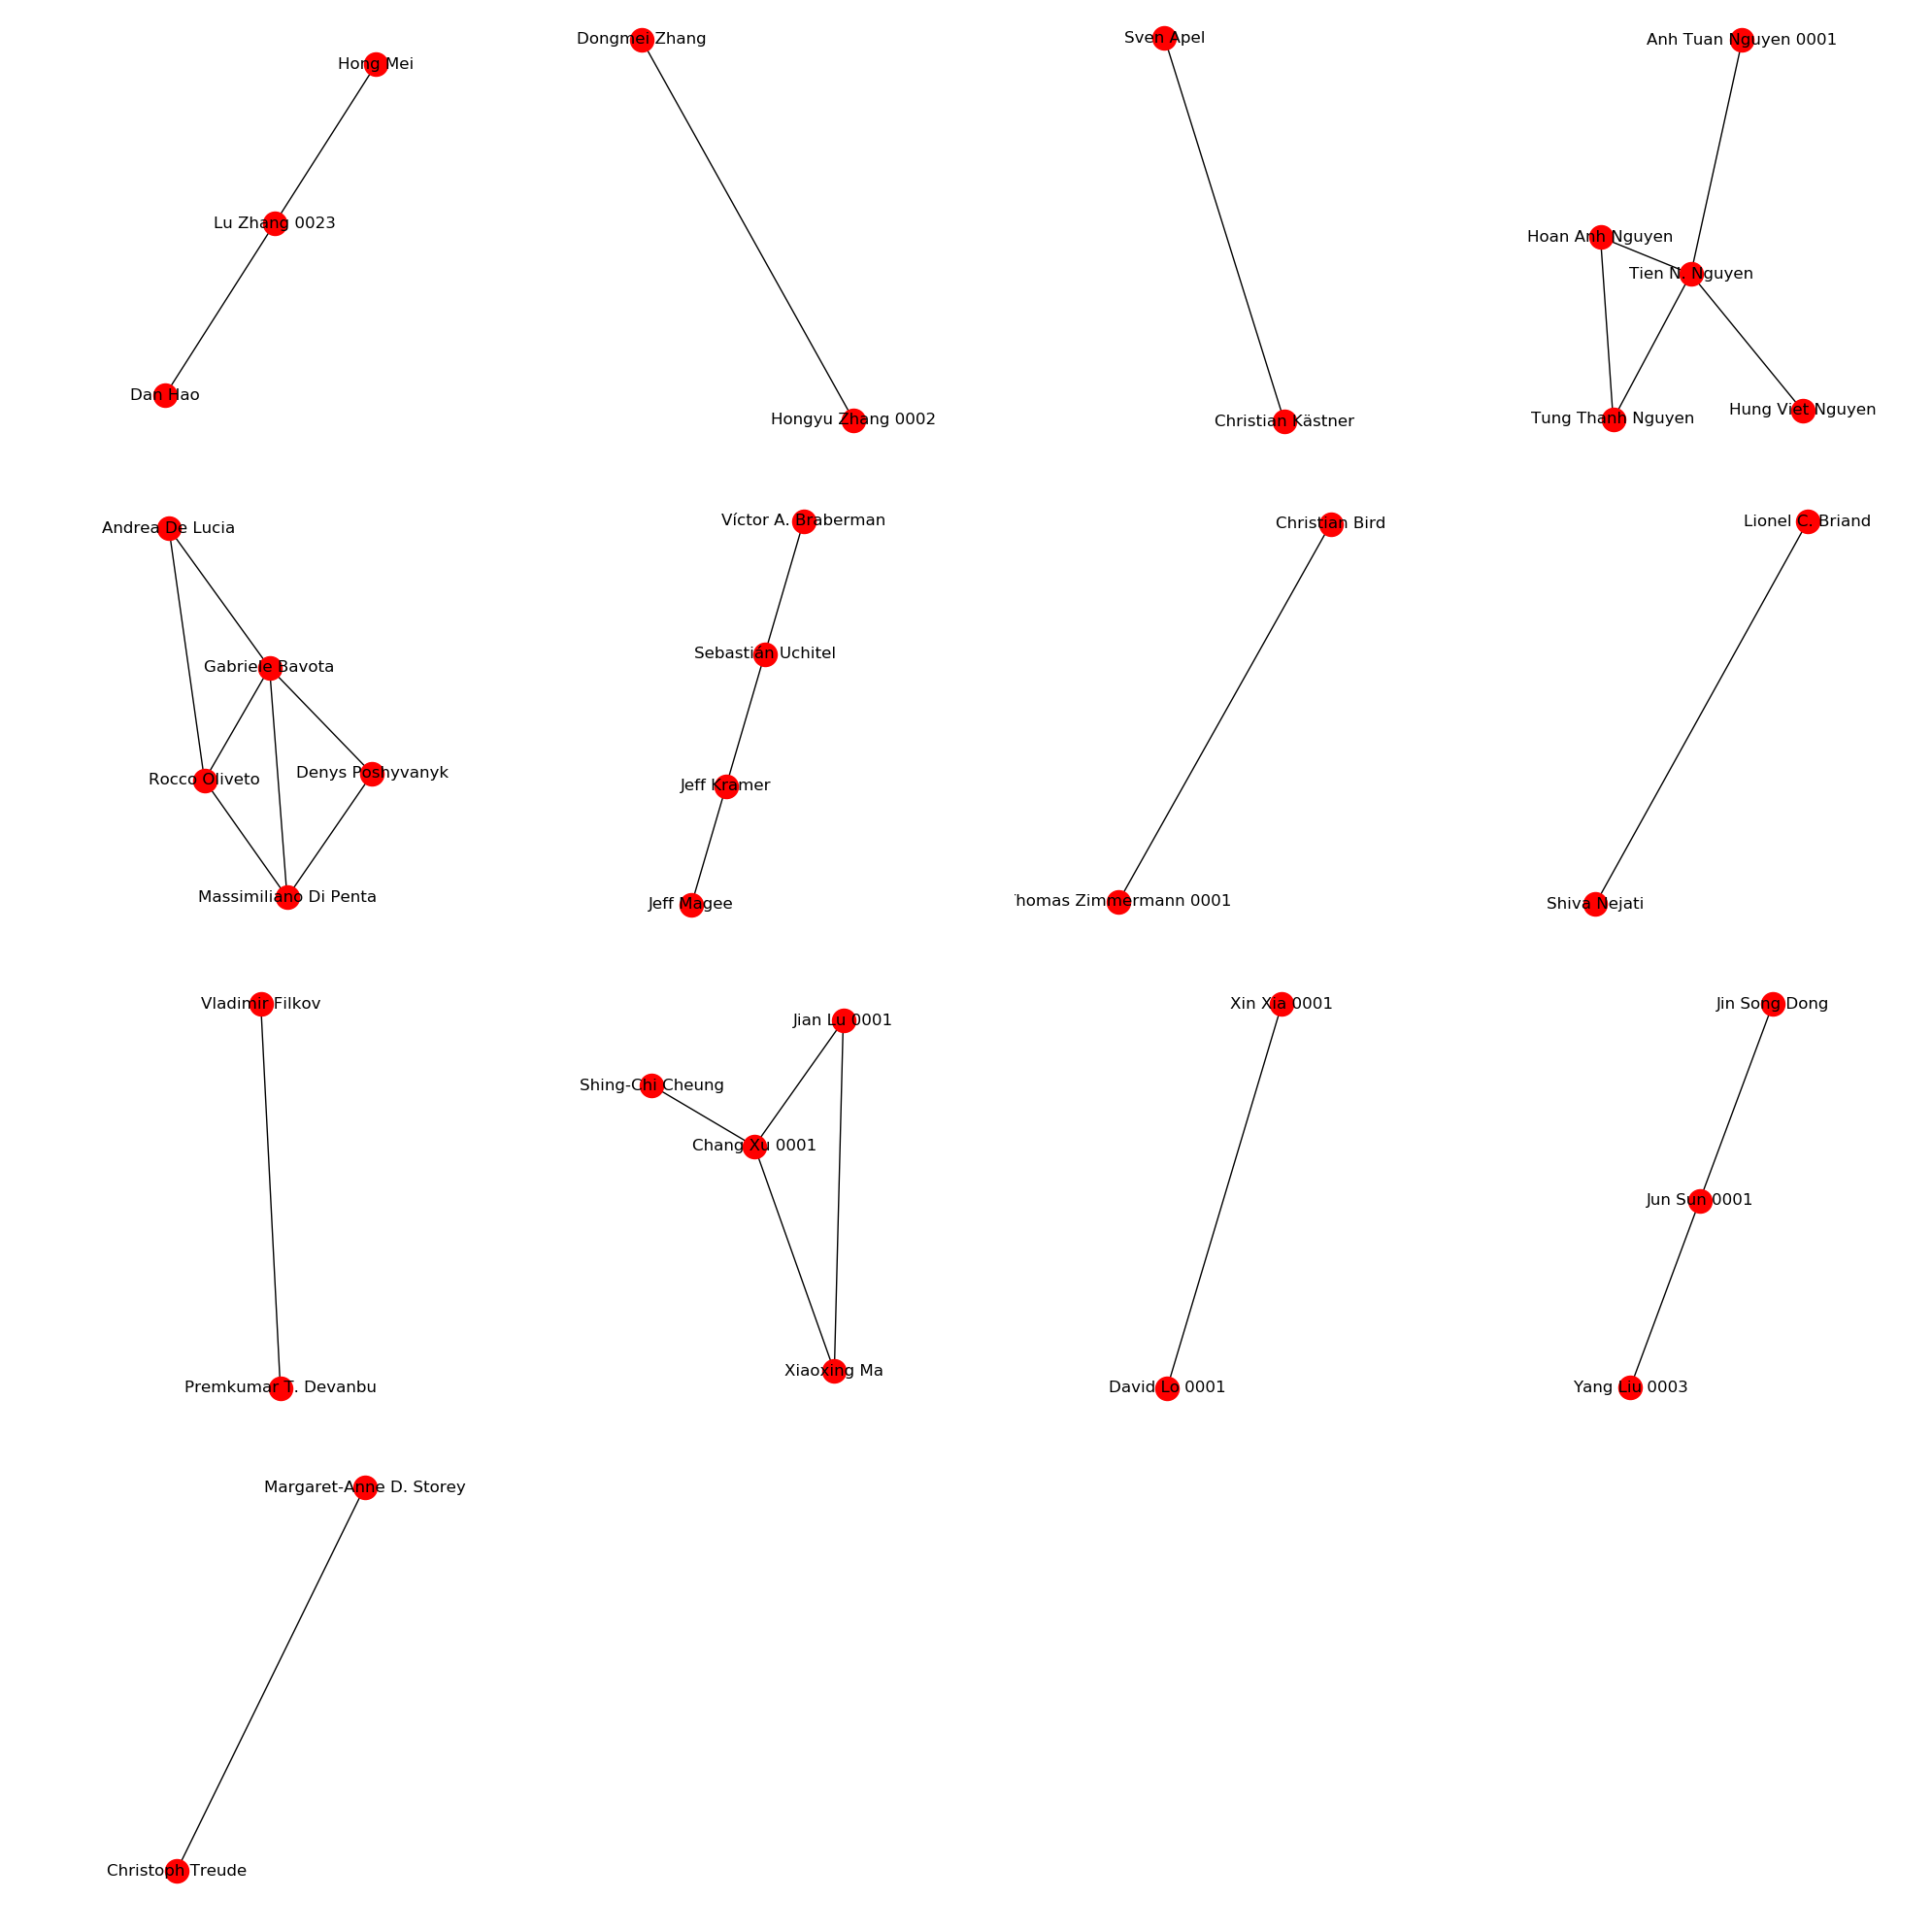 Hong Mei
Lu Zhang 0023
Dan Hao
Dongmei Zhang
Hongyu Zhang 0002
Sven Apel
Christian Kästner
Anh Tuan Nguyen 0001
Hoan Anh Nguyen
Tien N. Nguyen
Tung Thanh Nguyen
Hung Viet Nguyen
Andrea De Lucia
Gabriele Bavota
Rocco Oliveto
Denys Poshyvanyk
Massimiliano Di Penta
Víctor A. Braberman
Sebastián Uchitel
Jeff Kramer
Jeff Magee
Christian Bird
homas Zimmermann 0001
Lionel C. Briand
Shiva Nejati
Vladimir Filkov
Premkumar T. Devanbu
Jian Lu 0001
Shing-Chi Cheung
Chang Xu 0001
Xiaoxing Ma
Xin Xia 0001
David Lo 0001
Jin Song Dong
Jun Sun 0001
Yang Liu 0003
Margaret-Anne D. Storey
Christoph Treude